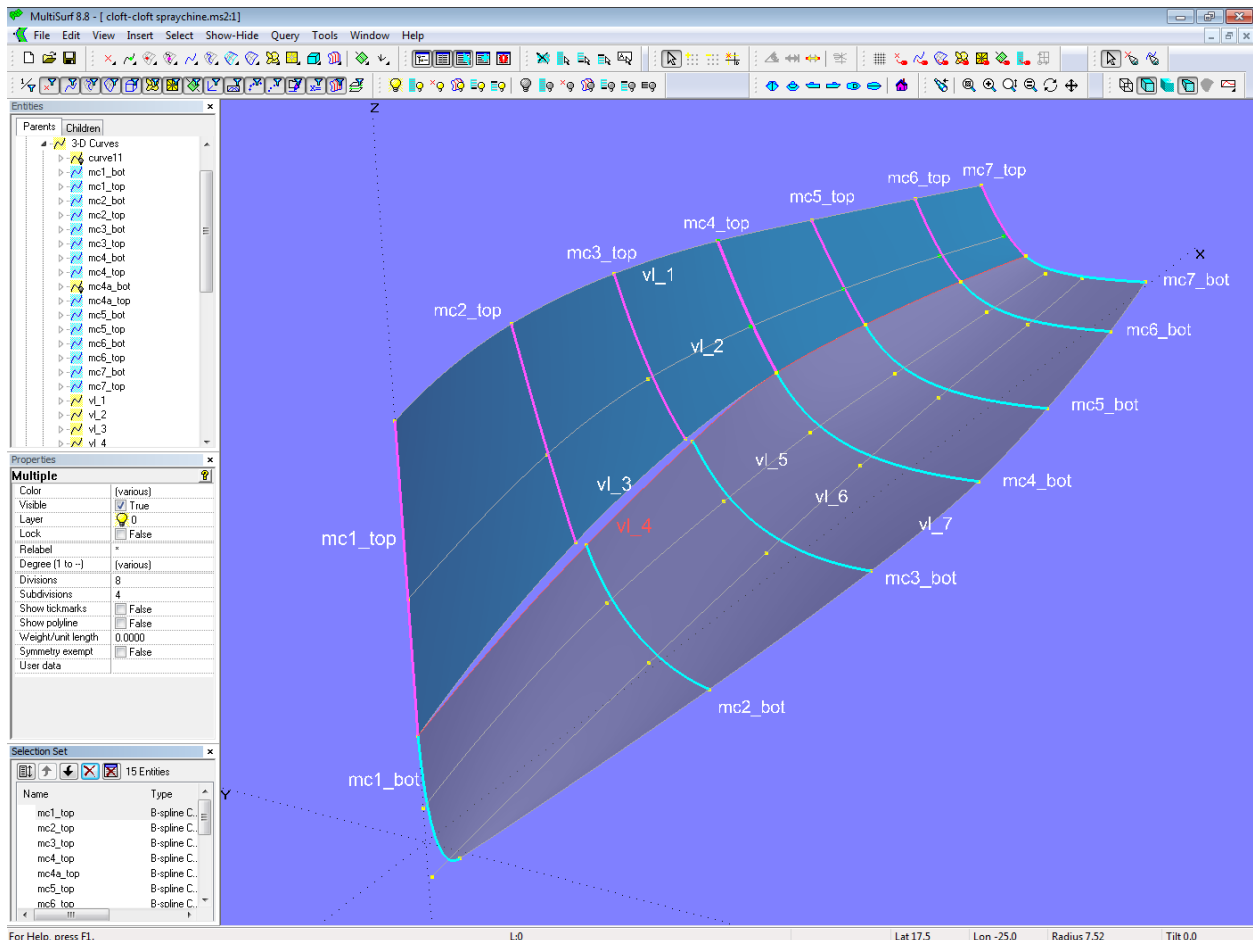 MultiSurf 8.8 - [ cloft-cloft spraychine.ms2:1]
File Edit View Insert Select Show-Hide Query Tools Window Help
Entities
Parents Children
3-D Curves
curve11
mc1_bot
mc1_top
mc2_bot
mc2_top
mc3_bot
mc3_top
mc4_bot
mc4_top
mc4a_bot
mc4a_top
mc5_bot
mc5_top
mc6_bot
mc6_top
mc7_bot
mc7_top
vl_1
vl_2
vl_3
vl_4
Properties
Multiple
Color (various)
Visible True
Layer 0
Lock False
Relabel *
Degree (1 to --) (various)
Divisions 8
Subdivisions 4
Show tickmarks False
Show polyline False
Weight/unit length 0.0000
Symmetry exempt False
User data
Selection Set
15 Entities
Name Type
mc1_top B-spline C..
mc2_top B-spline C..
mc3_top B-spline C..
mc4_top B-spline C..
mc4a_top B-spline C..
mc5_top B-spline C..
mc6_top B-spline C..
Z
mc7_top
mc6_top
mc5_top
mc4_top
mc3_top
vl_1
X
mc7_bot
mc2_top
mc6_bot
vl_2
mc5_bot
vl_5
mc4_bot
vl_3
vl_6
vl_4
vl_7
mc1_top
mc3_bot
mc2_bot
mc1_bot
Y
For Help, press F1. L:0 Lat 17.5 Lon -25.0 Radius 7.52 Tilt 0.0